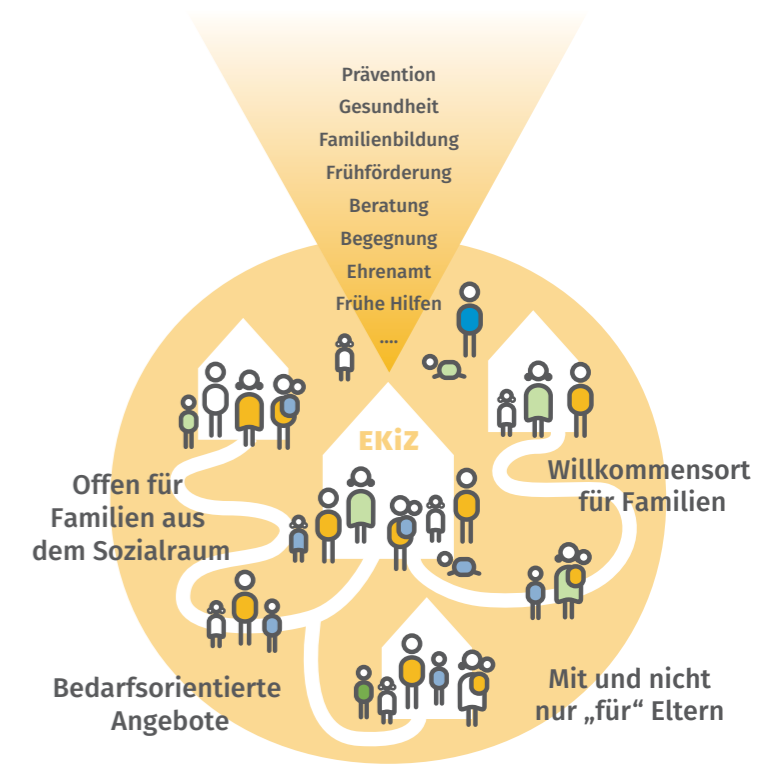 Prävention
Gesundheit
Familienbildung
Frühförderung
Beratung
Begegnung
Ehrenamt
Frühe Hilfen
....
EKiZ
Offen für
Familien aus
dem Sozialraum
Willkommensort
für Familien
Bedarfsorientierte
Angebote
Mit und nicht
nur „für“ Eltern